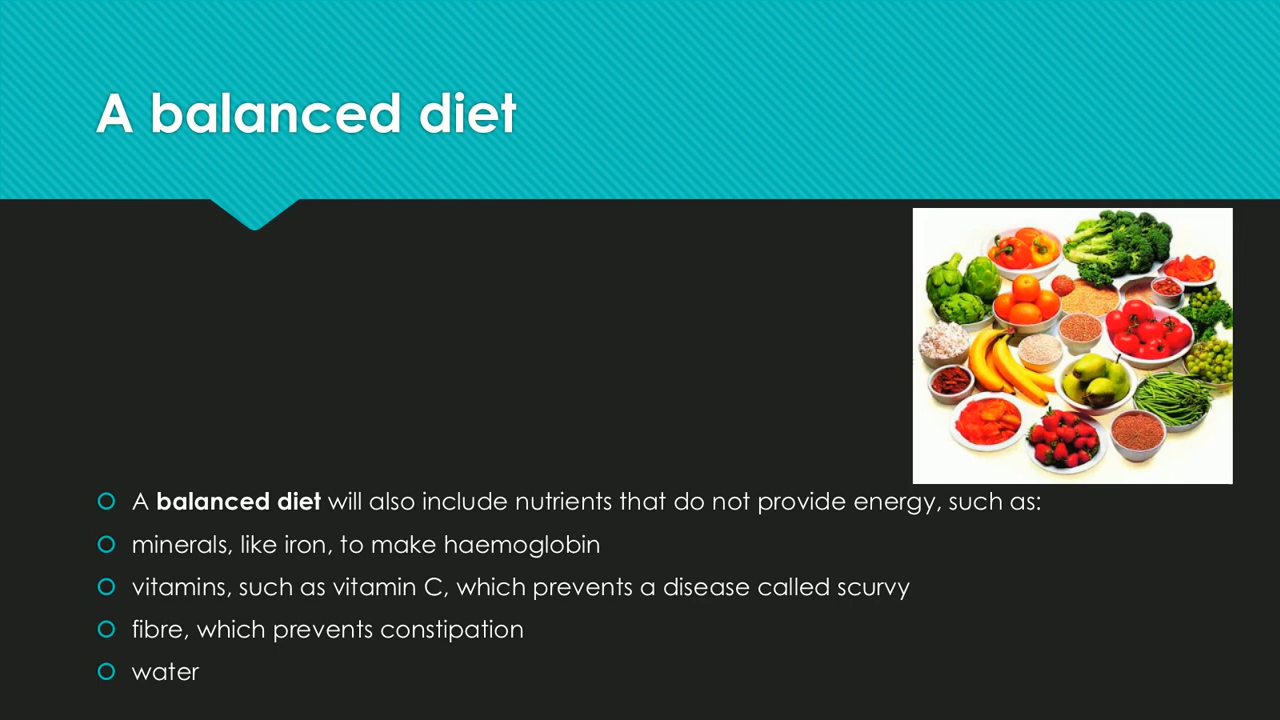 A balanced diet
A balanced diet will also include nutrients that do not provide energy, such as:
minerals, like iron, to make haemoglobin
vitamins, such as vitamin C, which prevents a disease called scurvy
fibre, which prevents constipation
water